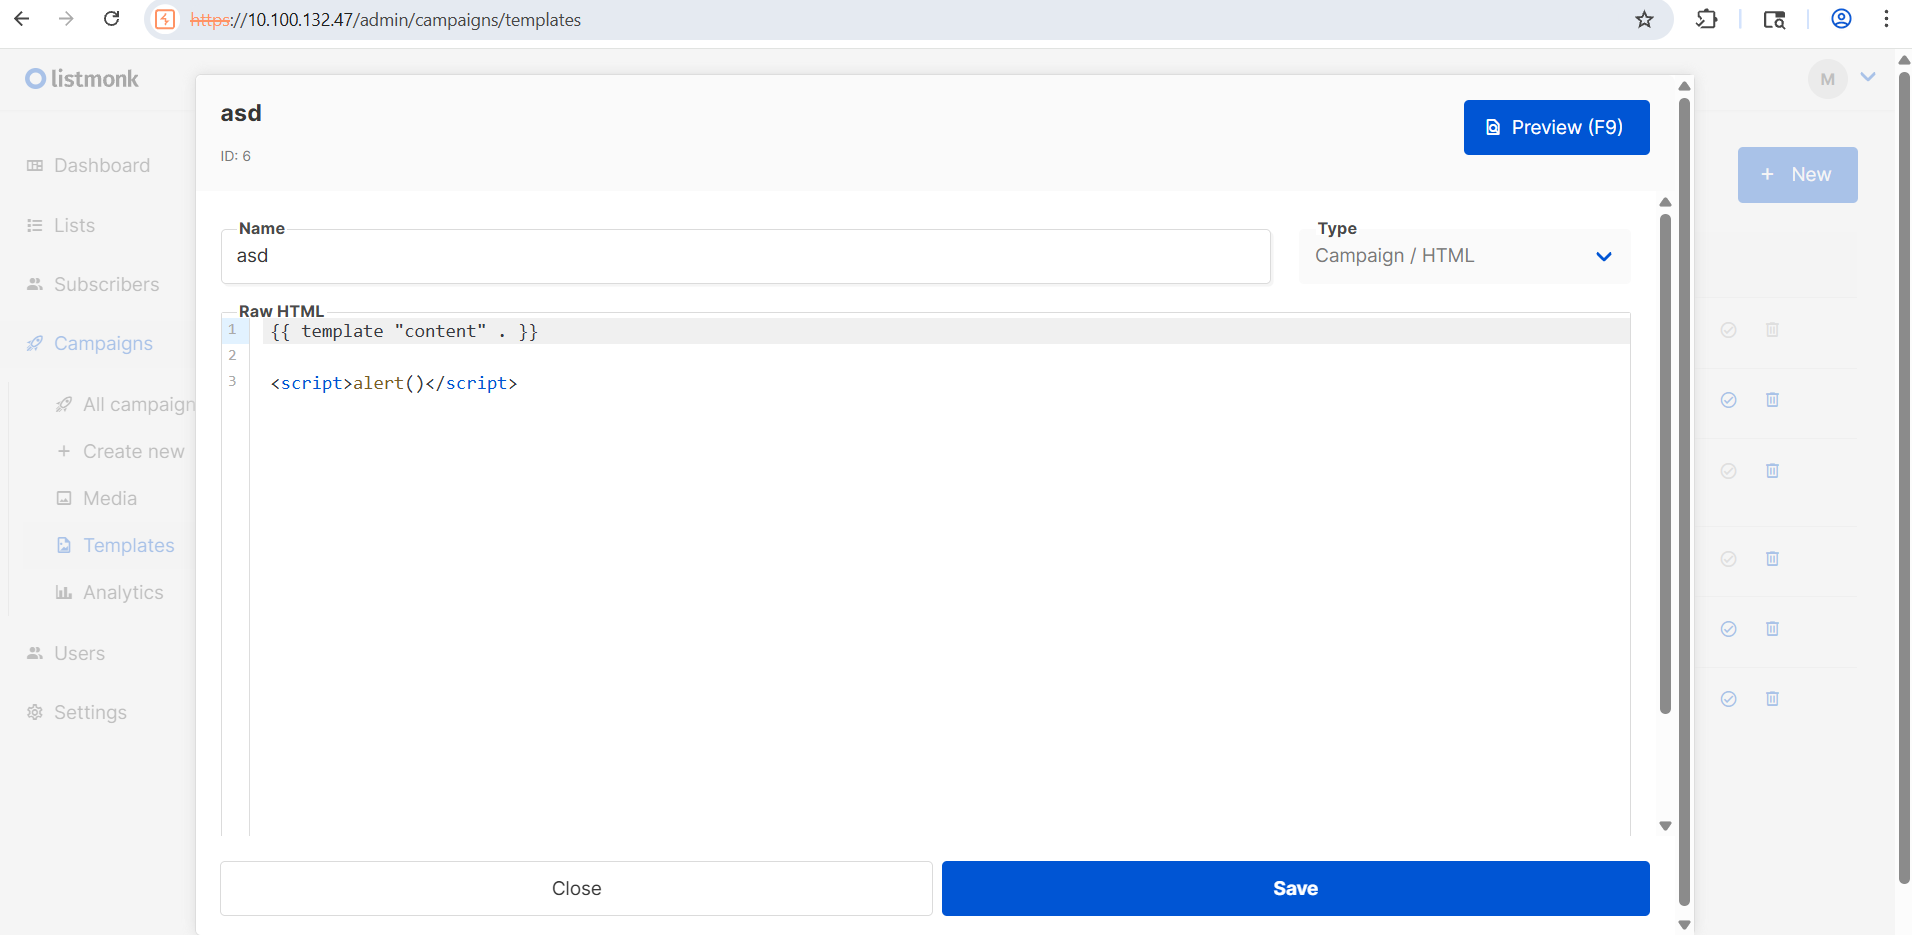 https://10.100.132.47/admin/campaigns/templates
listmonk
M
Dashboard
Lists
Subscribers
Campaigns
All campaign
Create new
Media
Templates
Analytics
Users
Settings
+ New
asd
ID: 6
Preview (F9)
Name
asd
Type
Campaign / HTML
Raw HTML
1 {{ template "content" . }}
2
3 <script>alert()</script>
Close
Save